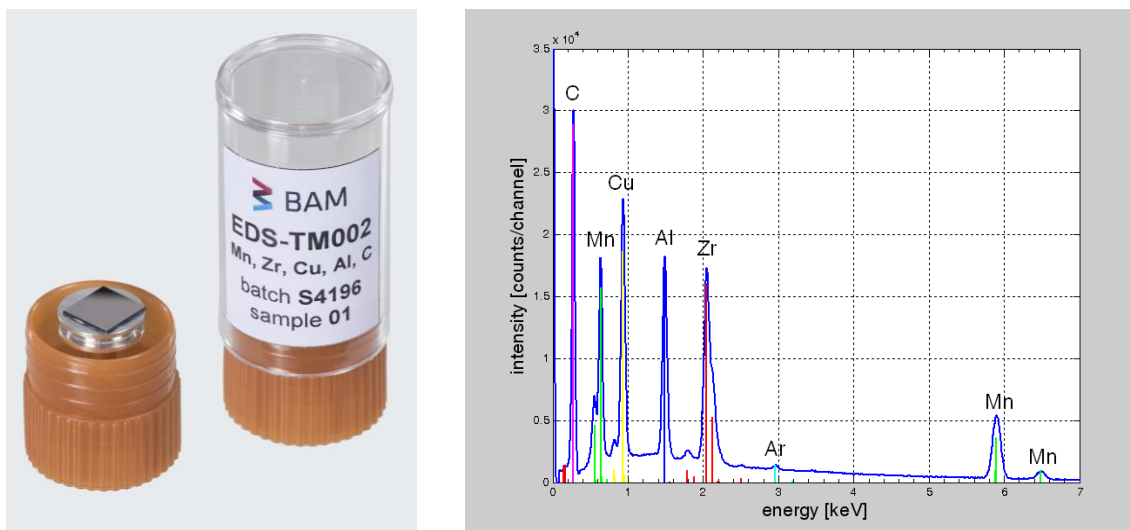 BAM
EDS-TM002
Mn, Zr, Cu, Al, C
batch S4196
sample 01
x 10⁴
3.5
3
2.5
2
1.5
1
0.5
0
C
Mn
Cu
Al
Zr
Ar
Mn
Mn
0 1 2 3 4 5 6 7
energy [keV]
intensity [counts/channel]